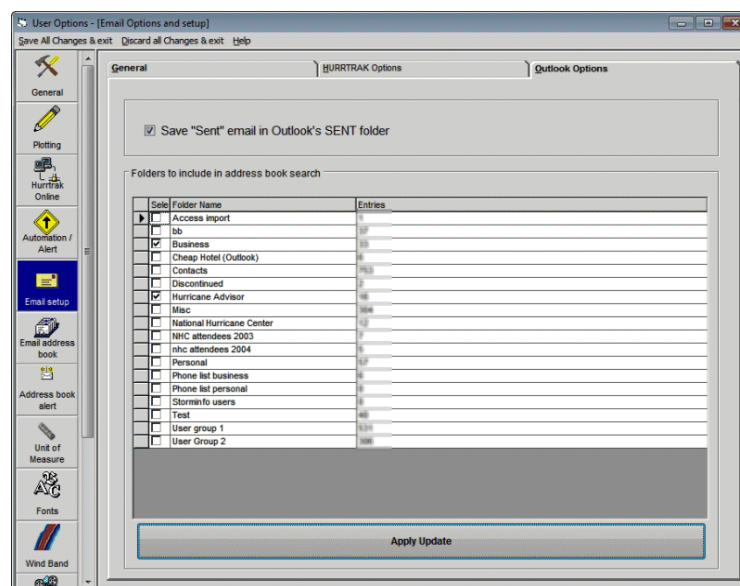 User Options - [Email Options and setup]
Save All Changes & exit Discard all Changes & exit Help
General
Plotting
Hurrtrak
Online
Automation /
Alert
Email setup
Email address
book
Address book
alert
Unit of
Measure
Fonts
Wind Band
General HURRTRAK Options Outlook Options
Save "Sent" email in Outlook's SENT folder
Folders to include in address book search
Sele Folder Name Entries
Access import
bb
Business
Cheap Hotel (Outlook)
Contacts
Discontinued
Hurricane Advisor
Misc
National Hurricane Center
NHC attendees 2003
nhc attendees 2004
Personal
Phone list business
Phone list personal
Storminfo users
Test
User group 1
User Group 2
Apply Update